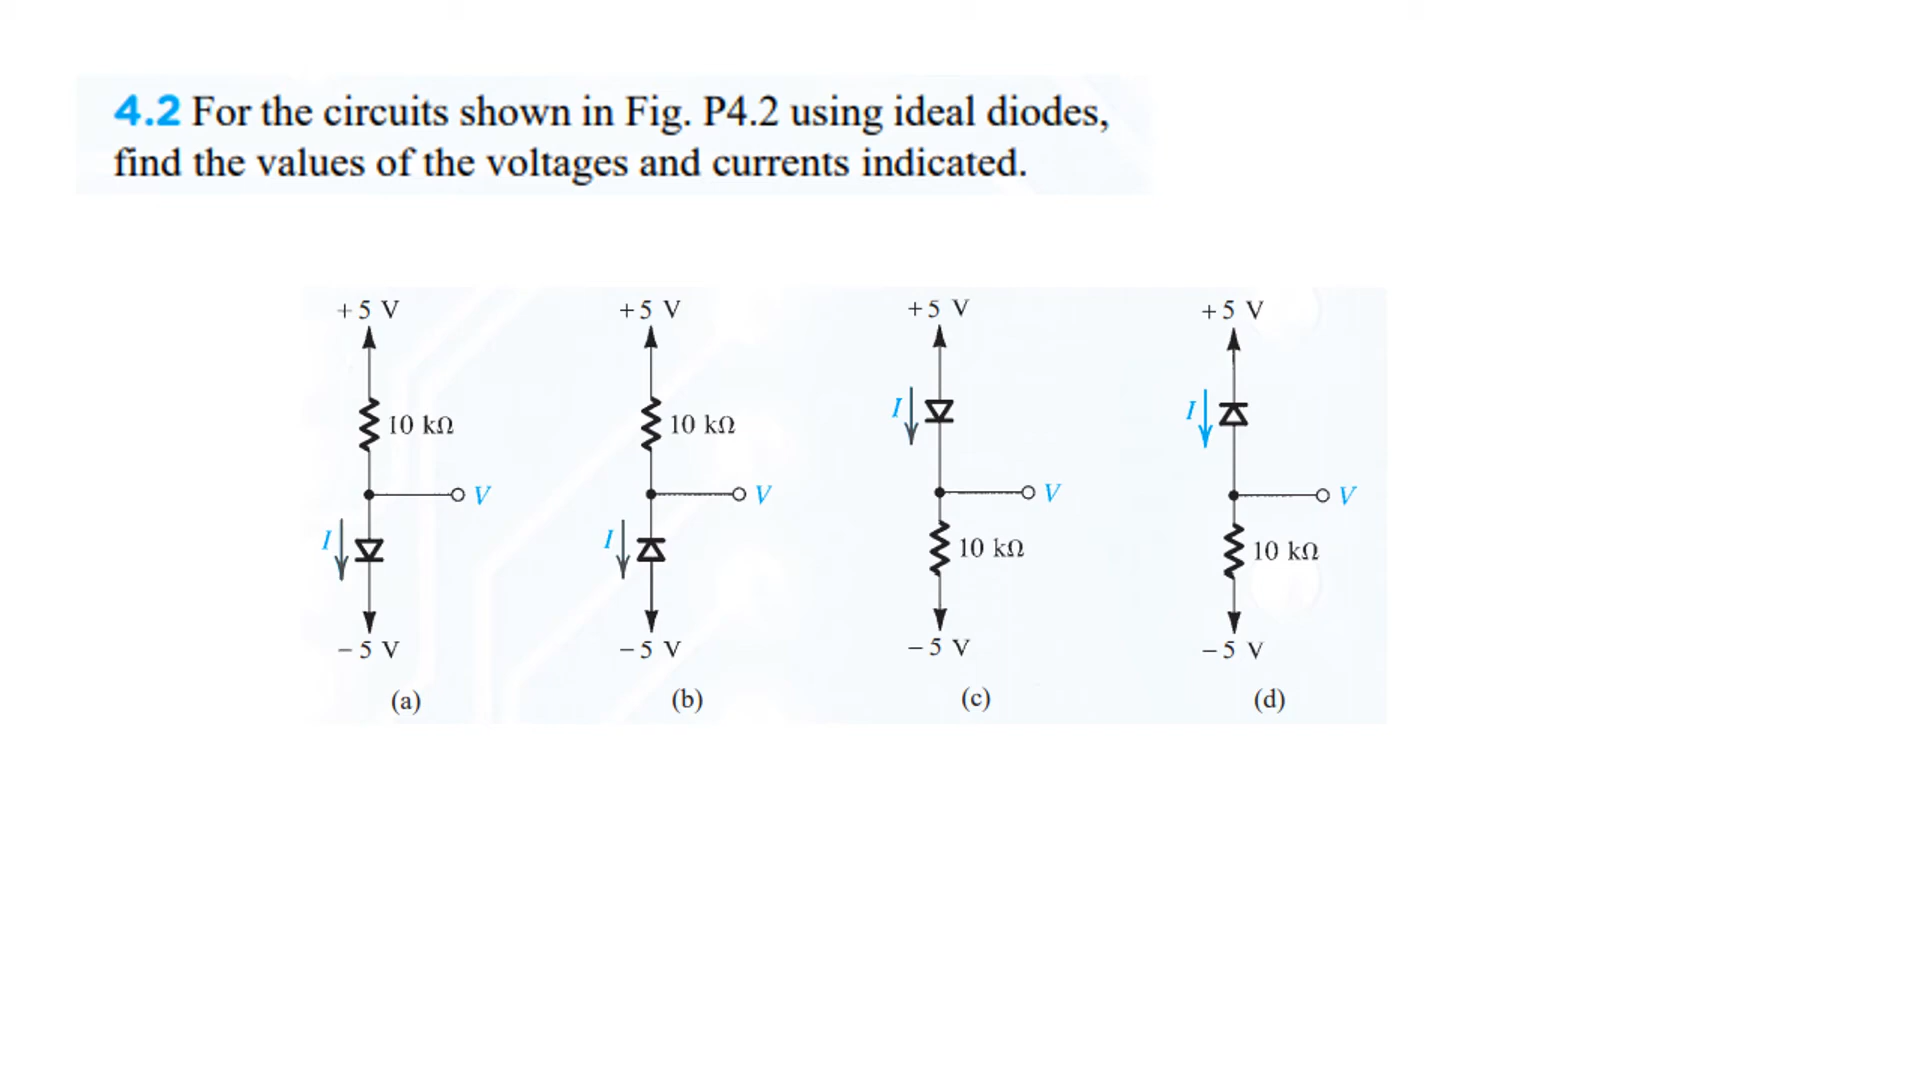 4.2 For the circuits shown in Fig. P4.2 using ideal diodes,
find the values of the voltages and currents indicated.
+5 V
10 kΩ
V
I
−5 V
(a)
+5 V
10 kΩ
V
I
−5 V
(b)
+5 V
I
V
10 kΩ
−5 V
(c)
+5 V
I
V
10 kΩ
−5 V
(d)